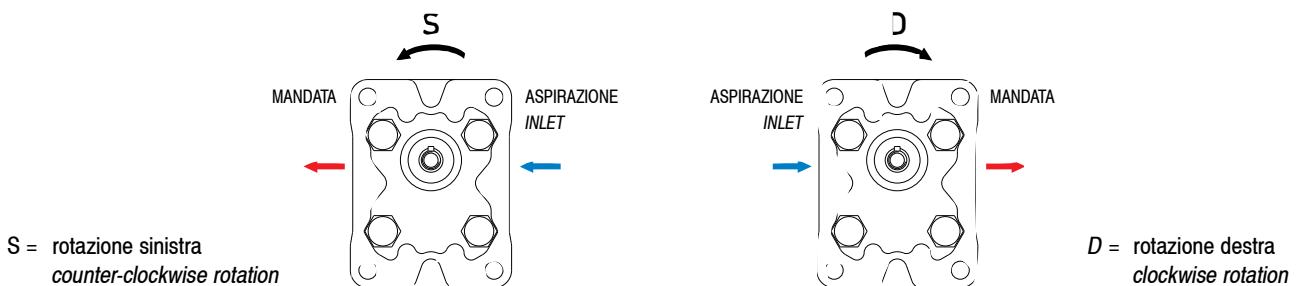 S
D
MANDATA
ASPIRAZIONE
INLET
ASPIRAZIONE
INLET
MANDATA
S = rotazione sinistra
counter-clockwise rotation
D = rotazione destra
clockwise rotation